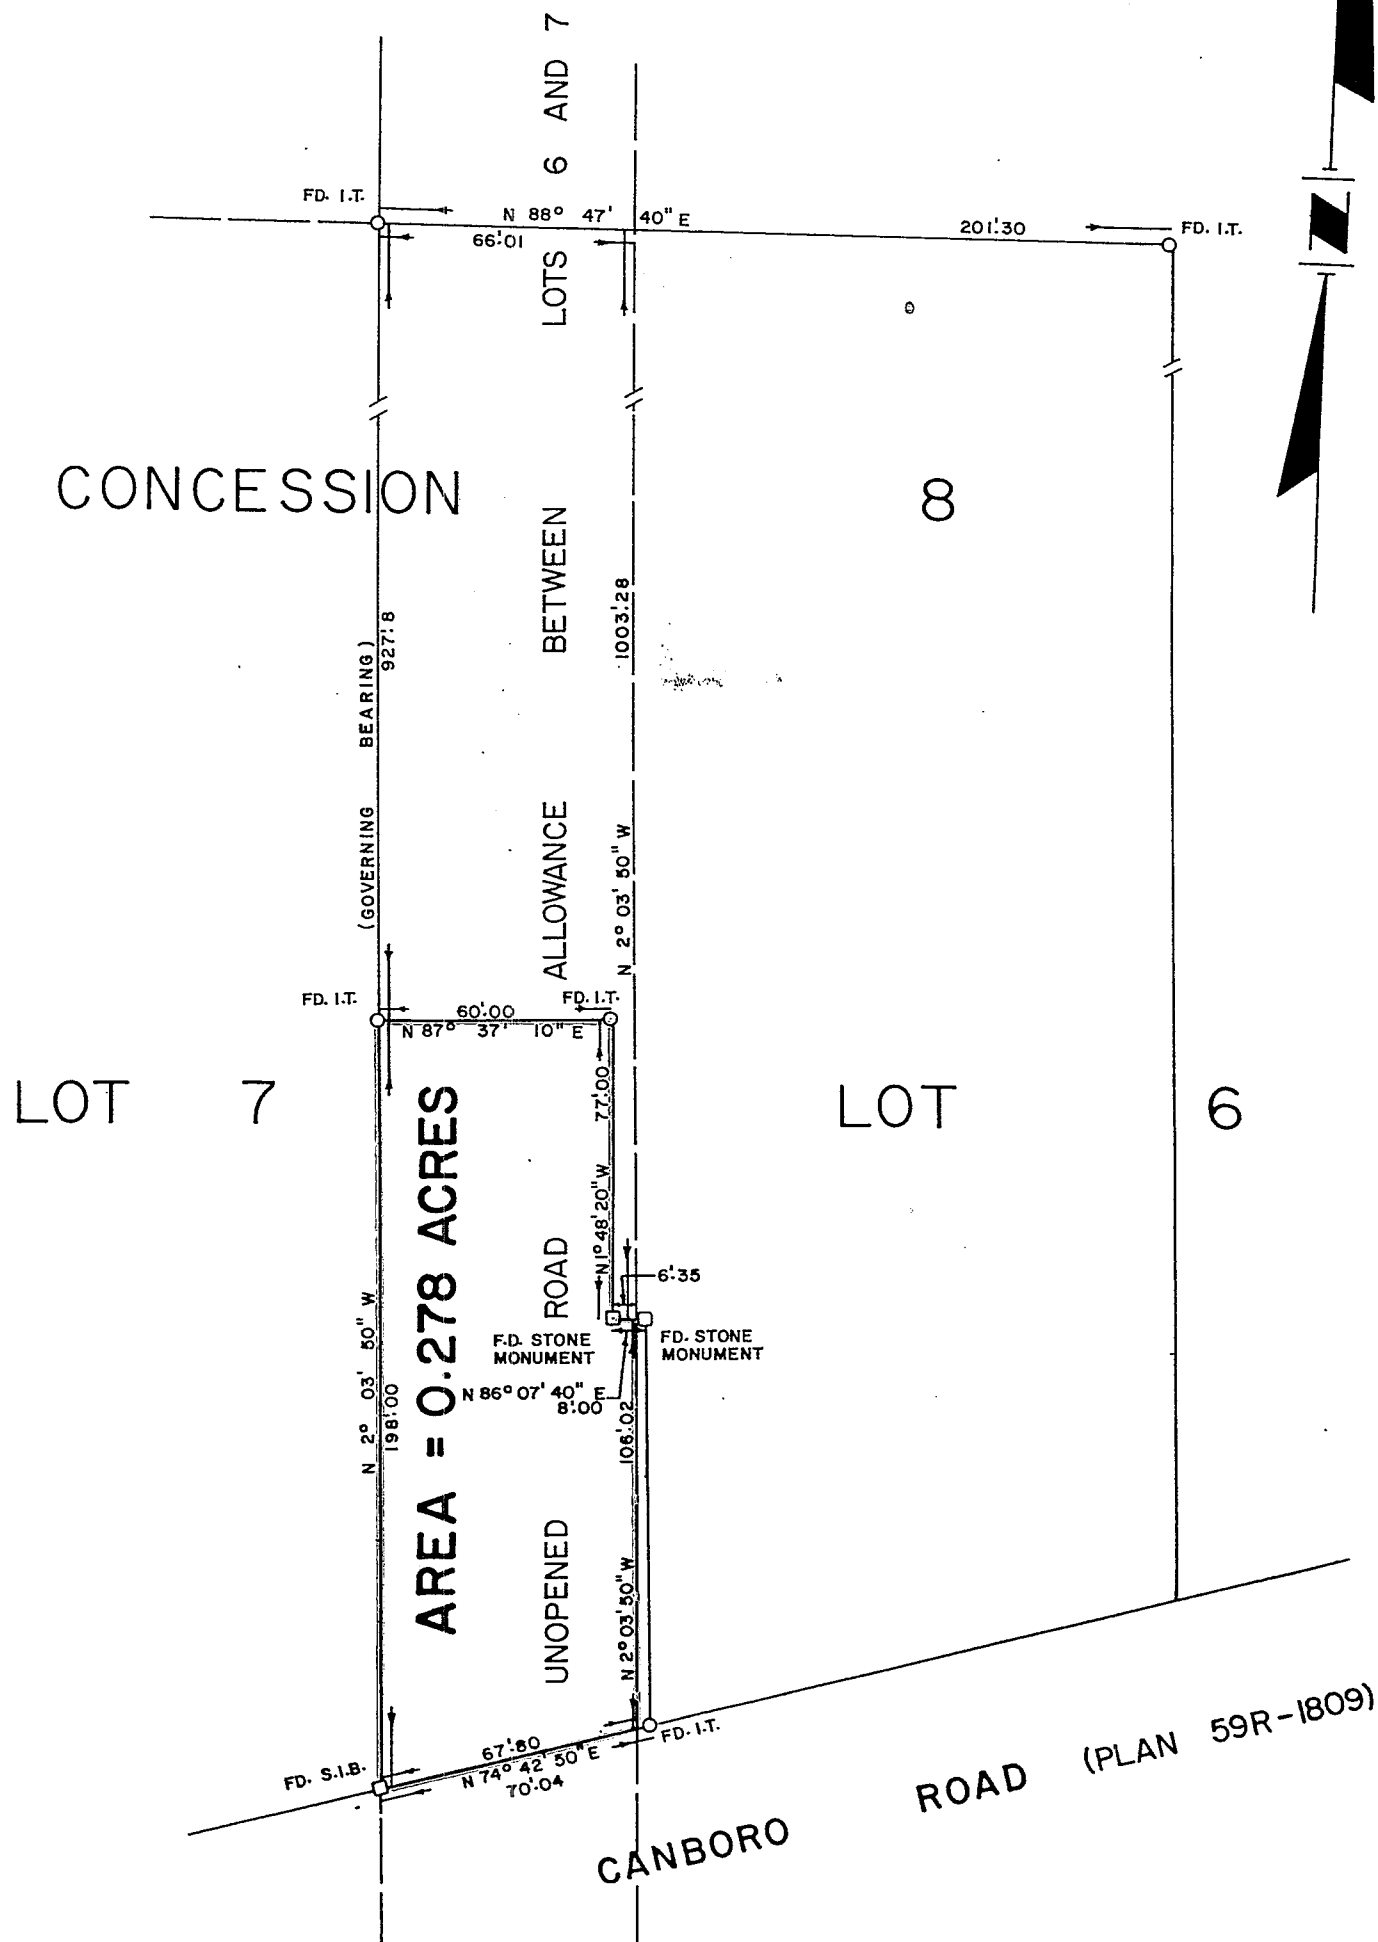 LOTS 6 AND 7
FD. I.T.
N 88° 47' 40" E
66'.01
201'.30
FD. I.T.
N
CONCESSION 8
(GOVERNING BEARING)
927'.8
UNOPENED ROAD ALLOWANCE BETWEEN
1003'.28
N 2° 03' 50" W
FD. I.T.
60'.00
FD. I.T.
N 87° 37' 10" E
LOT 7
LOT 6
77'.00
N 1° 48' 20" W
AREA = 0.278 ACRES
6'.35
F.D. STONE
MONUMENT
FD. STONE
MONUMENT
N 86° 07' 40" E
8'.00
N 2° 03' 50" W
198'.00
106'.02
N 2° 03' 50" W
FD. S.I.B.
67'.80
N 74° 42' 50" E
70'.04
FD. I.T.
CANBORO ROAD (PLAN 59R-1809)